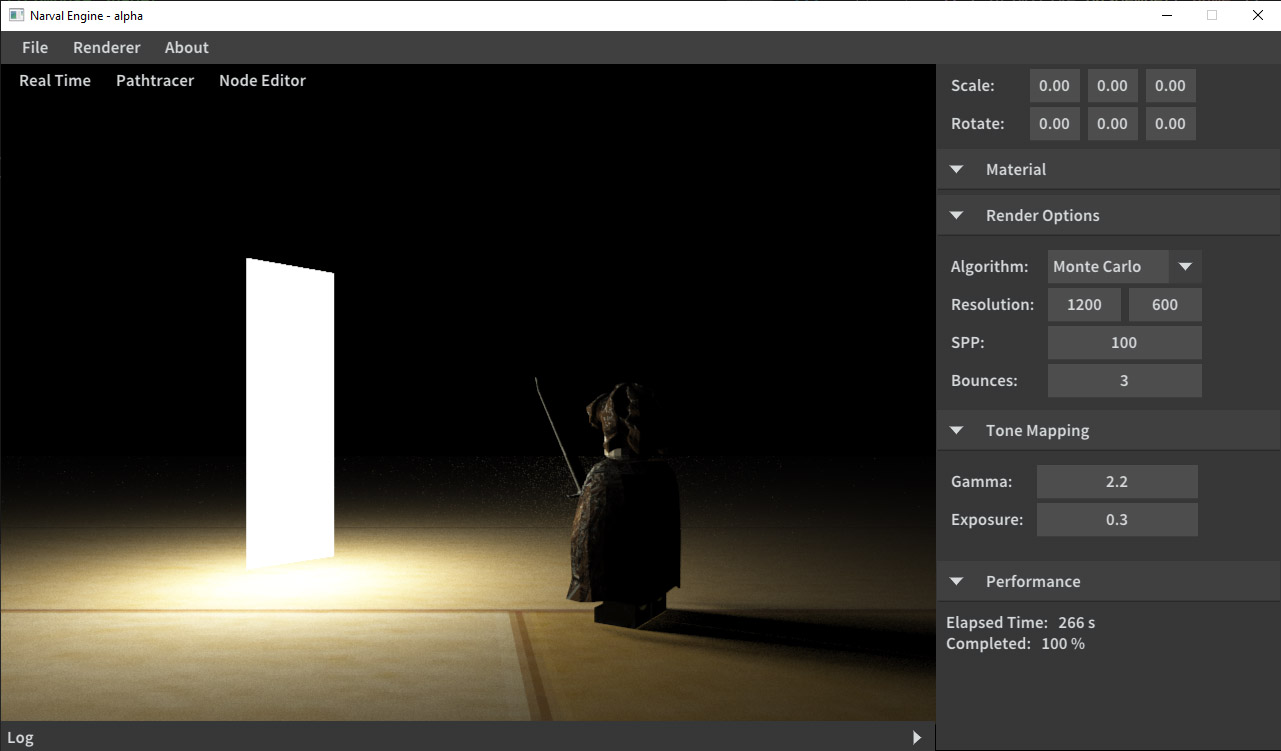 Narval Engine - alpha
File Renderer About
Real Time Pathtracer Node Editor
Scale: 0.00 0.00 0.00
Rotate: 0.00 0.00 0.00
Material
Render Options
Algorithm: Monte Carlo
Resolution: 1200 600
SPP: 100
Bounces: 3
Tone Mapping
Gamma: 2.2
Exposure: 0.3
Performance
Elapsed Time: 266 s
Completed: 100 %
Log